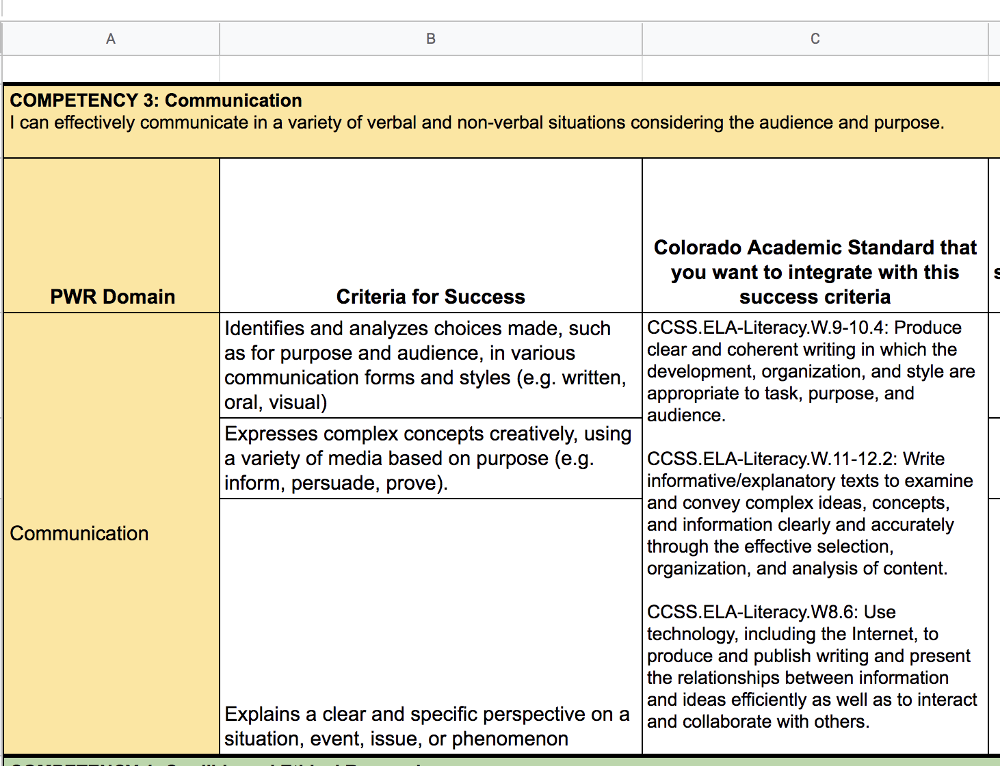 A B C
COMPETENCY 3: Communication
I can effectively communicate in a variety of verbal and non-verbal situations considering the audience and purpose.
PWR Domain
Criteria for Success
Colorado Academic Standard that
you want to integrate with this
success criteria
Communication
Identifies and analyzes choices made, such
as for purpose and audience, in various
communication forms and styles (e.g. written,
oral, visual)
Expresses complex concepts creatively, using
a variety of media based on purpose (e.g.
inform, persuade, prove).
Explains a clear and specific perspective on a
situation, event, issue, or phenomenon
CCSS.ELA-Literacy.W.9-10.4: Produce
clear and coherent writing in which the
development, organization, and style are
appropriate to task, purpose, and
audience.
CCSS.ELA-Literacy.W.11-12.2: Write
informative/explanatory texts to examine
and convey complex ideas, concepts,
and information clearly and accurately
through the effective selection,
organization, and analysis of content.
CCSS.ELA-Literacy.W8.6: Use
technology, including the Internet, to
produce and publish writing and present
the relationships between information
and ideas efficiently as well as to interact
and collaborate with others.